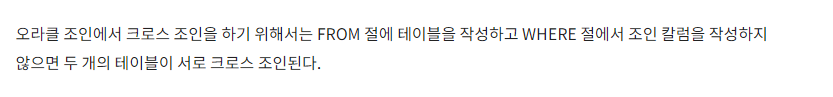 오라클 조인에서 크로스 조인을 하기 위해서는 FROM 절에 테이블을 작성하고 WHERE 절에서 조인 칼럼을 작성하지
않으면 두 개의 테이블이 서로 크로스 조인된다.